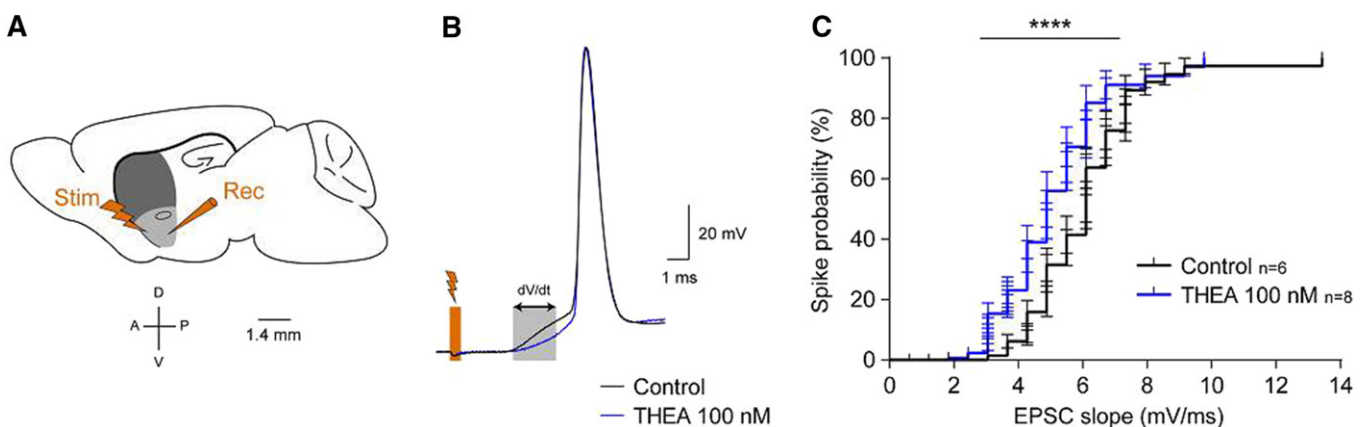 A
Stim
Rec
D
A
P
V
1.4 mm
B
20 mV
1 ms
dV/dt
Control
THEA 100 nM
C
****
Spike probability (%)
100
80
60
40
20
0
Control n=6
THEA 100 nM n=8
0 2 4 6 8 10 12 14
EPSC slope (mV/ms)